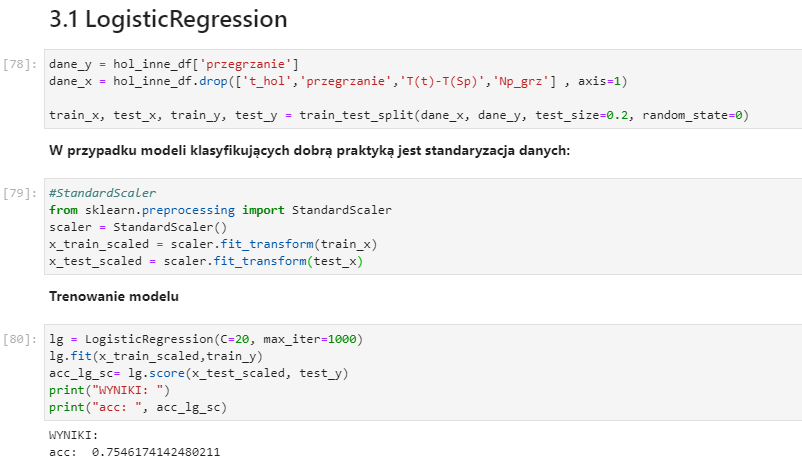 3.1 LogisticRegression
[78]:
dane_y = hol_inne_df['przegrzanie']
dane_x = hol_inne_df.drop(['t_hol','przegrzanie','T(t)-T(Sp)','Np_grz'] , axis=1)
train_x, test_x, train_y, test_y = train_test_split(dane_x, dane_y, test_size=0.2, random_state=0)
W przypadku modeli klasyfikujących dobrą praktyką jest standaryzacja danych:
[79]:
#StandardScaler
from sklearn.preprocessing import StandardScaler
scaler = StandardScaler()
x_train_scaled = scaler.fit_transform(train_x)
x_test_scaled = scaler.fit_transform(test_x)
Trenowanie modelu
[80]:
lg = LogisticRegression(C=20, max_iter=1000)
lg.fit(x_train_scaled,train_y)
acc_lg_sc= lg.score(x_test_scaled, test_y)
print("WYNIKI: ")
print("acc: ", acc_lg_sc)
WYNIKI:
acc:  0.7546174142480211